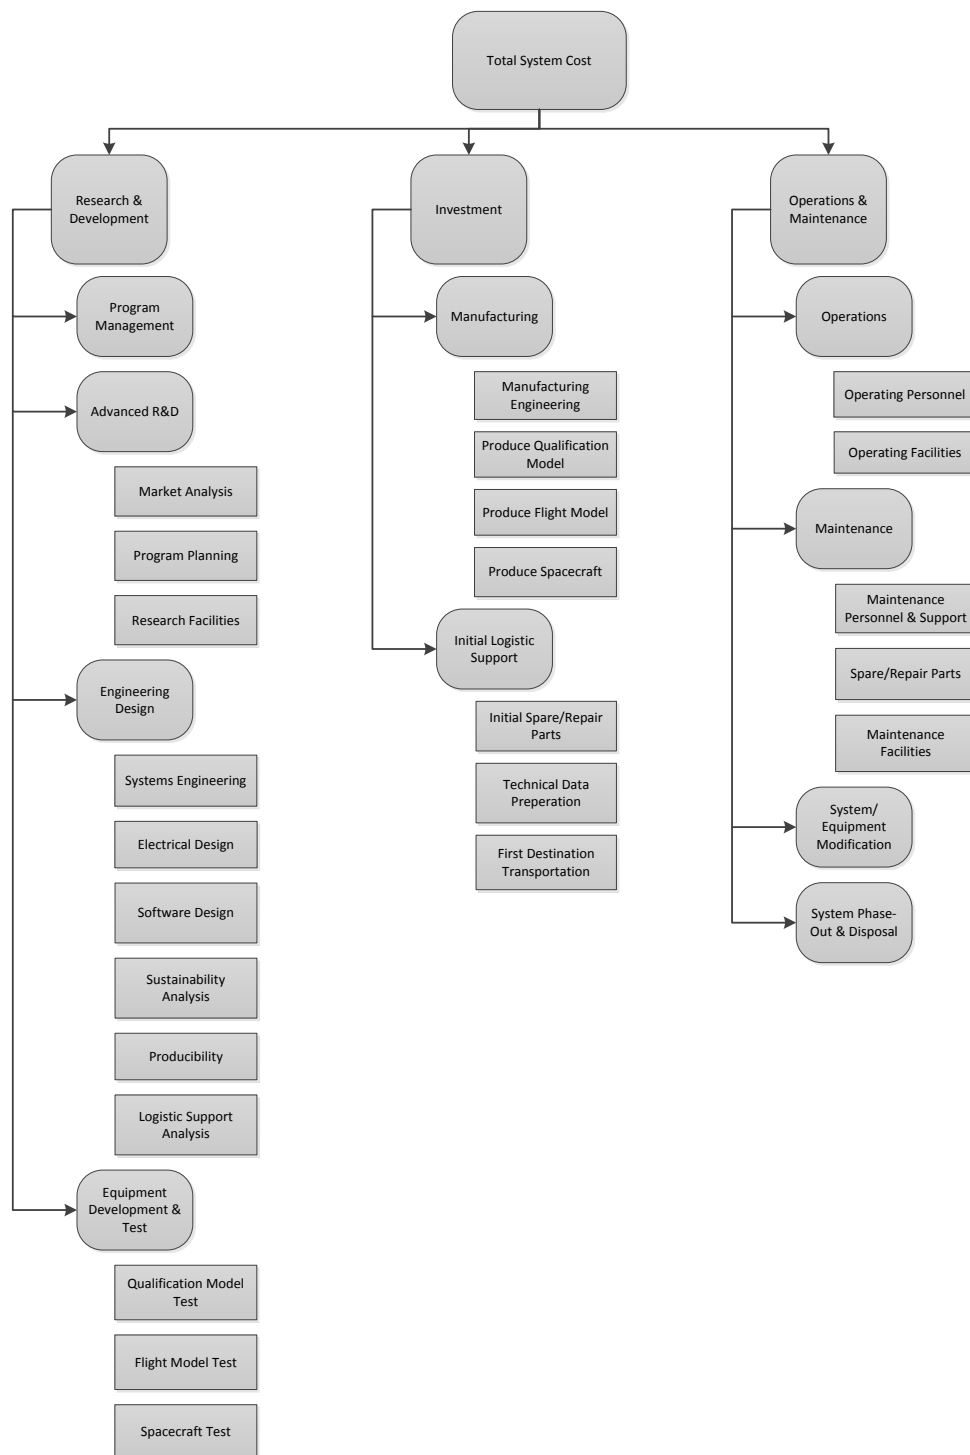 Total System Cost
Research &
Development
Program
Management
Advanced R&D
Market Analysis
Program Planning
Research Facilities
Engineering
Design
Systems Engineering
Electrical Design
Software Design
Sustainability
Analysis
Producibility
Logistic Support
Analysis
Equipment
Development &
Test
Qualification Model
Test
Flight Model Test
Spacecraft Test
Investment
Manufacturing
Manufacturing
Engineering
Produce Qualification
Model
Produce Flight Model
Produce Spacecraft
Initial Logistic
Support
Initial Spare/Repair
Parts
Technical Data
Preperation
First Destination
Transportation
Operations &
Maintenance
Operations
Operating Personnel
Operating Facilities
Maintenance
Maintenance
Personnel & Support
Spare/Repair Parts
Maintenance
Facilities
System/
Equipment
Modification
System Phase-
Out & Disposal